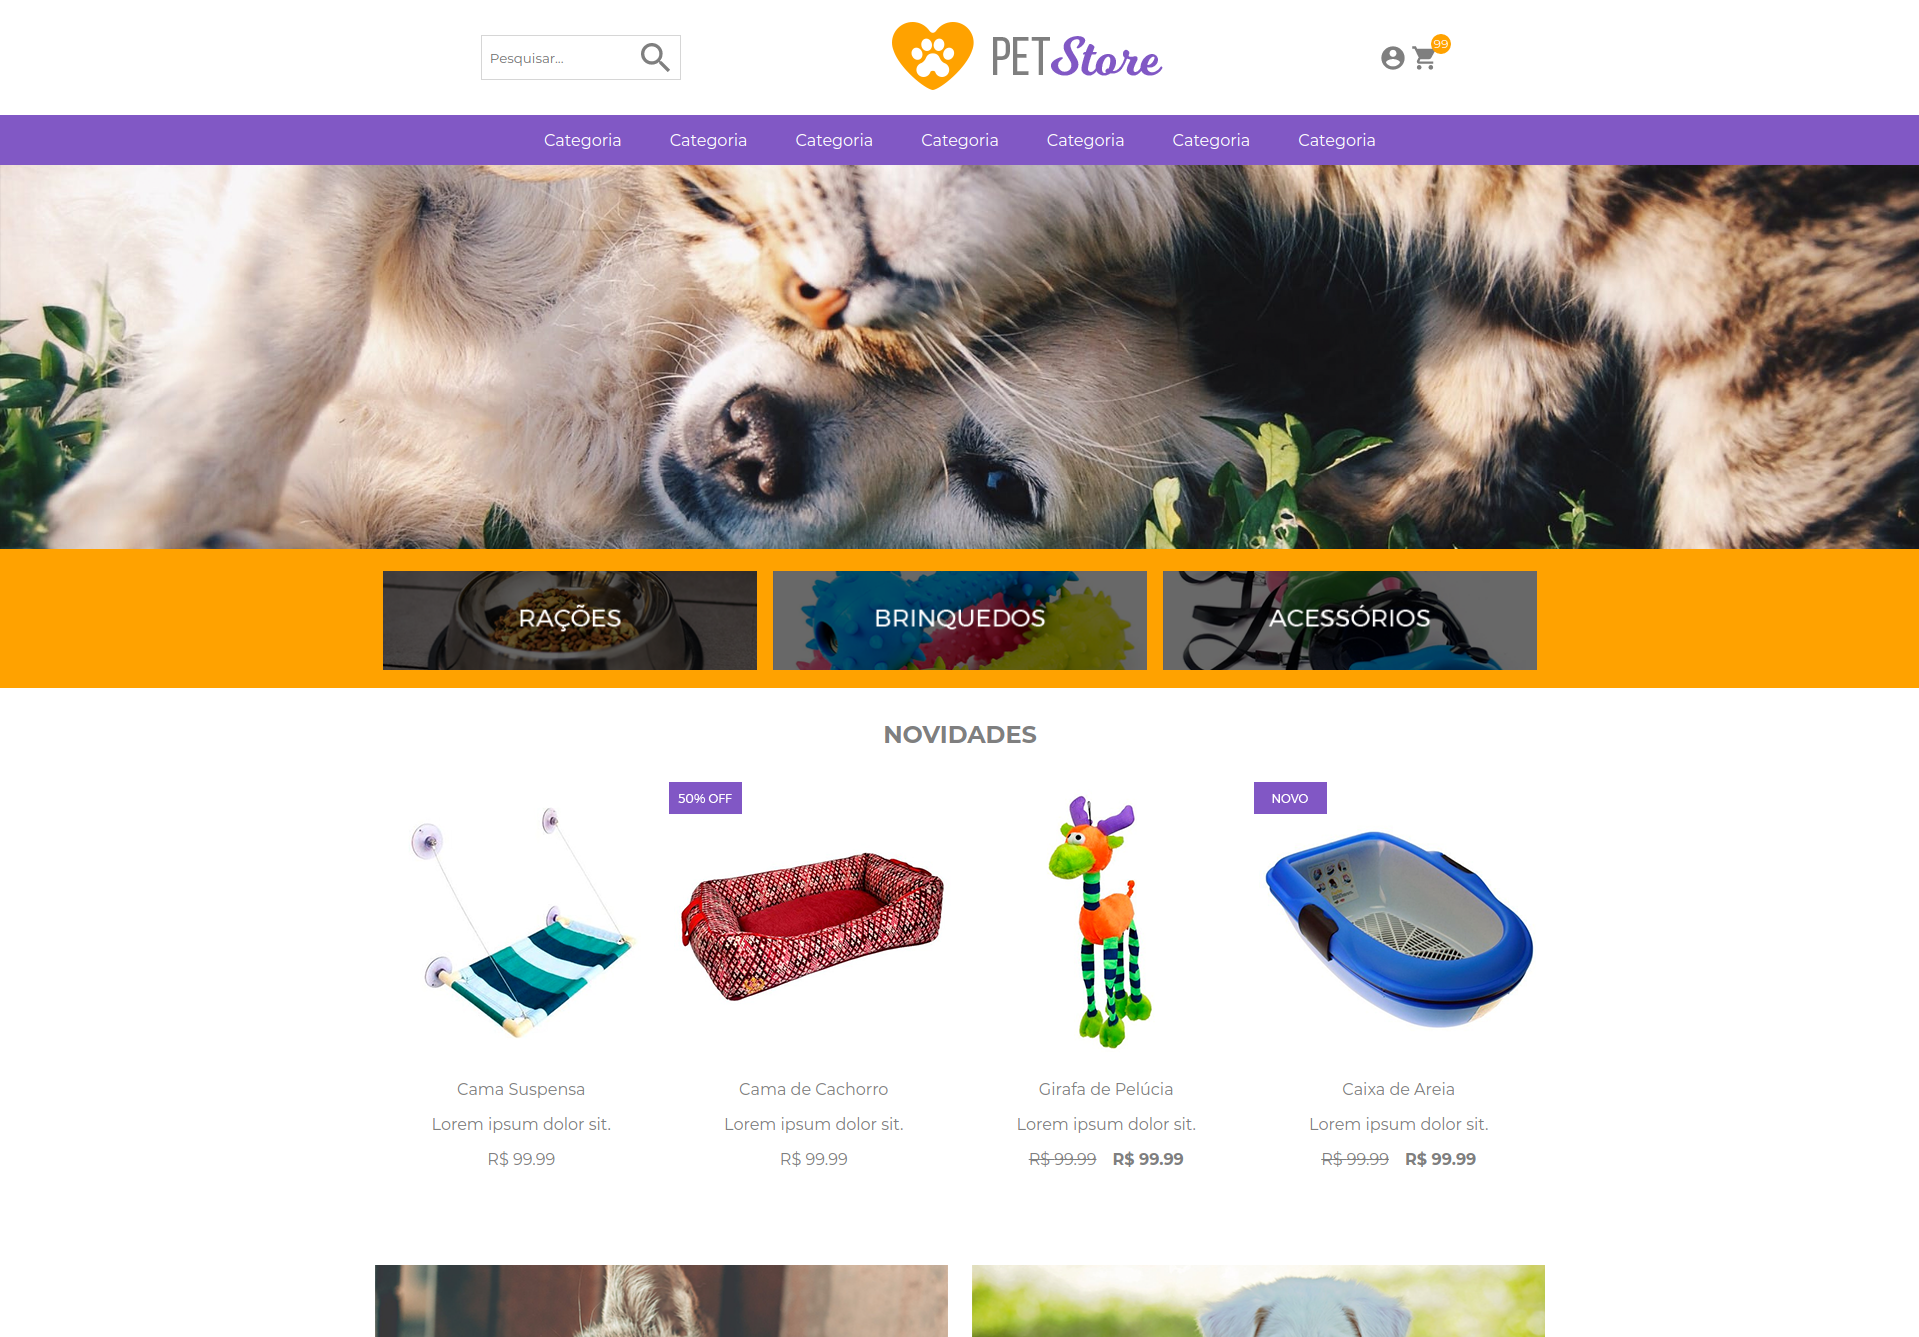 Pesquisar...
PET Store
99
Categoria Categoria Categoria Categoria Categoria Categoria Categoria
RAÇÕES BRINQUEDOS ACESSÓRIOS
NOVIDADES
50% OFF
NOVO
Cama Suspensa
Lorem ipsum dolor sit.
R$ 99.99
Cama de Cachorro
Lorem ipsum dolor sit.
R$ 99.99
Girafa de Pelúcia
Lorem ipsum dolor sit.
R$ 99.99 R$ 99.99
Caixa de Areia
Lorem ipsum dolor sit.
R$ 99.99 R$ 99.99